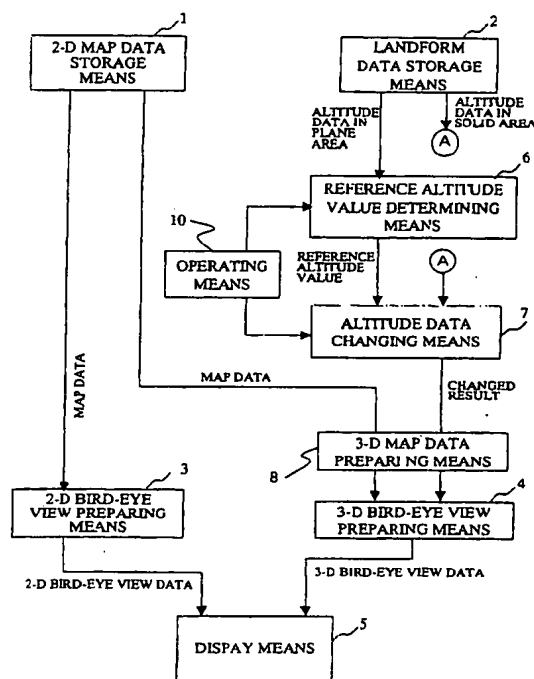 1
2-D MAP DATA
STORAGE
MEANS
2
LANDFORM
DATA STORAGE
MEANS
ALTITUDE
DATA IN
PLANE
AREA
ALTITUDE
DATA IN
SOLID AREA
A
6
REFERENCE ALTITUDE
VALUE DETERMINING
MEANS
10
OPERATING
MEANS
REFERENCE
ALTITUDE
VALUE
A
7
ALTITUDE DATA
CHANGING MEANS
MAP DATA
MAP DATA
CHANGED
RESULT
3-D MAP DATA
PREPARING MEANS
8
3
2-D BIRD-EYE
VIEW PREPARING
MEANS
4
3-D BIRD-EYE VIEW
PREPARING MEANS
2-D BIRD-EYE VIEW DATA
3-D BIRD-EYE VIEW DATA
5
DISPAY MEANS